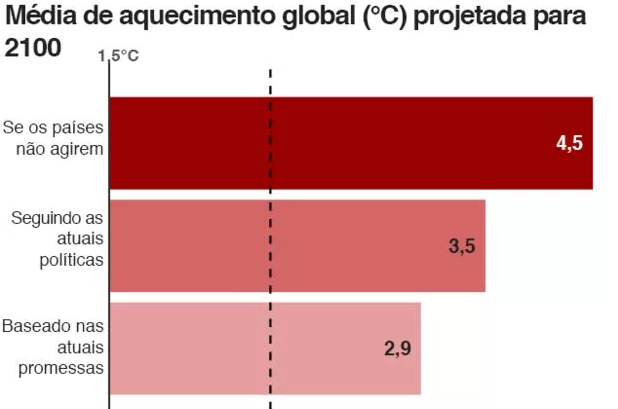 Média de aquecimento global (°C) projetada para
2100
1,5°C
Se os países
não agirem
4,5
Seguindo as
atuais
políticas
3,5
Baseado nas
atuais
promessas
2,9